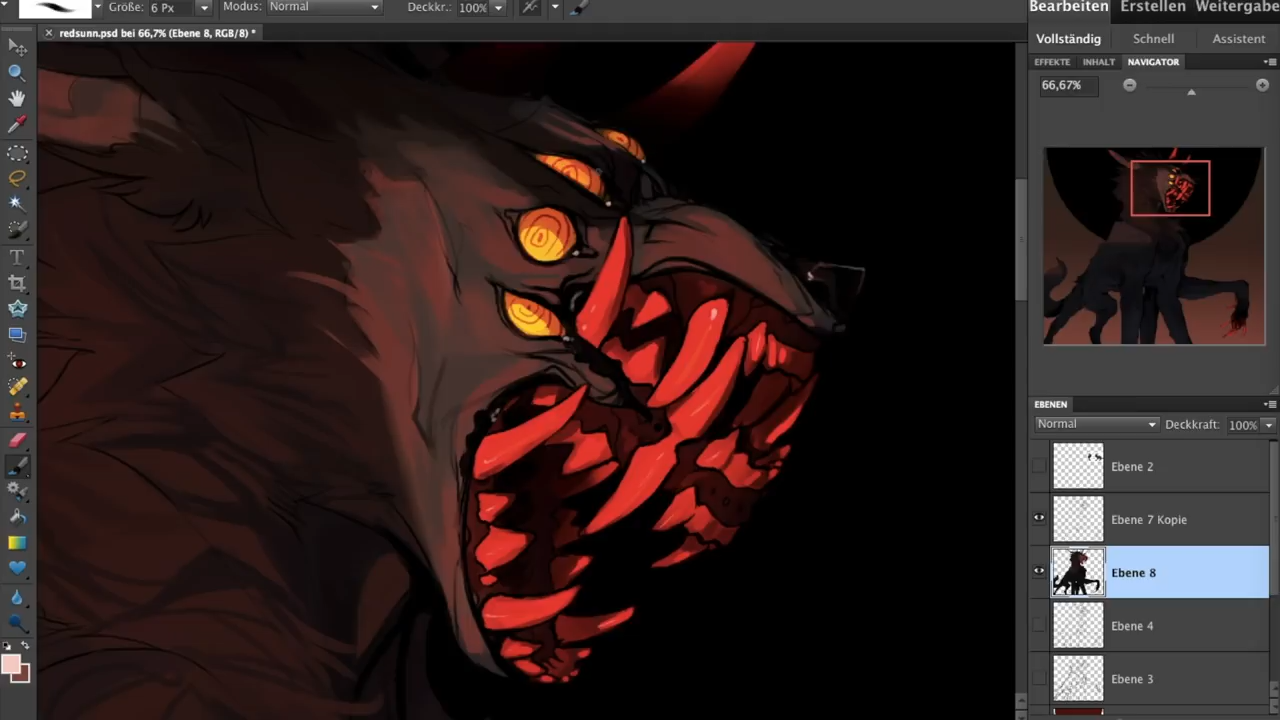 Größe: 6 Px
Modus: Normal
Deckkr.: 100%
Bearbeiten
Erstellen
Weitergabe
redsunn.psd bei 66,7% (Ebene 8, RGB/8) *
Vollständig
Schnell
Assistent
EFFEKTE
INHALT
NAVIGATOR
66,67%
EBENEN
Normal
Deckkraft: 100%
Ebene 2
Ebene 7 Kopie
Ebene 8
Ebene 4
Ebene 3